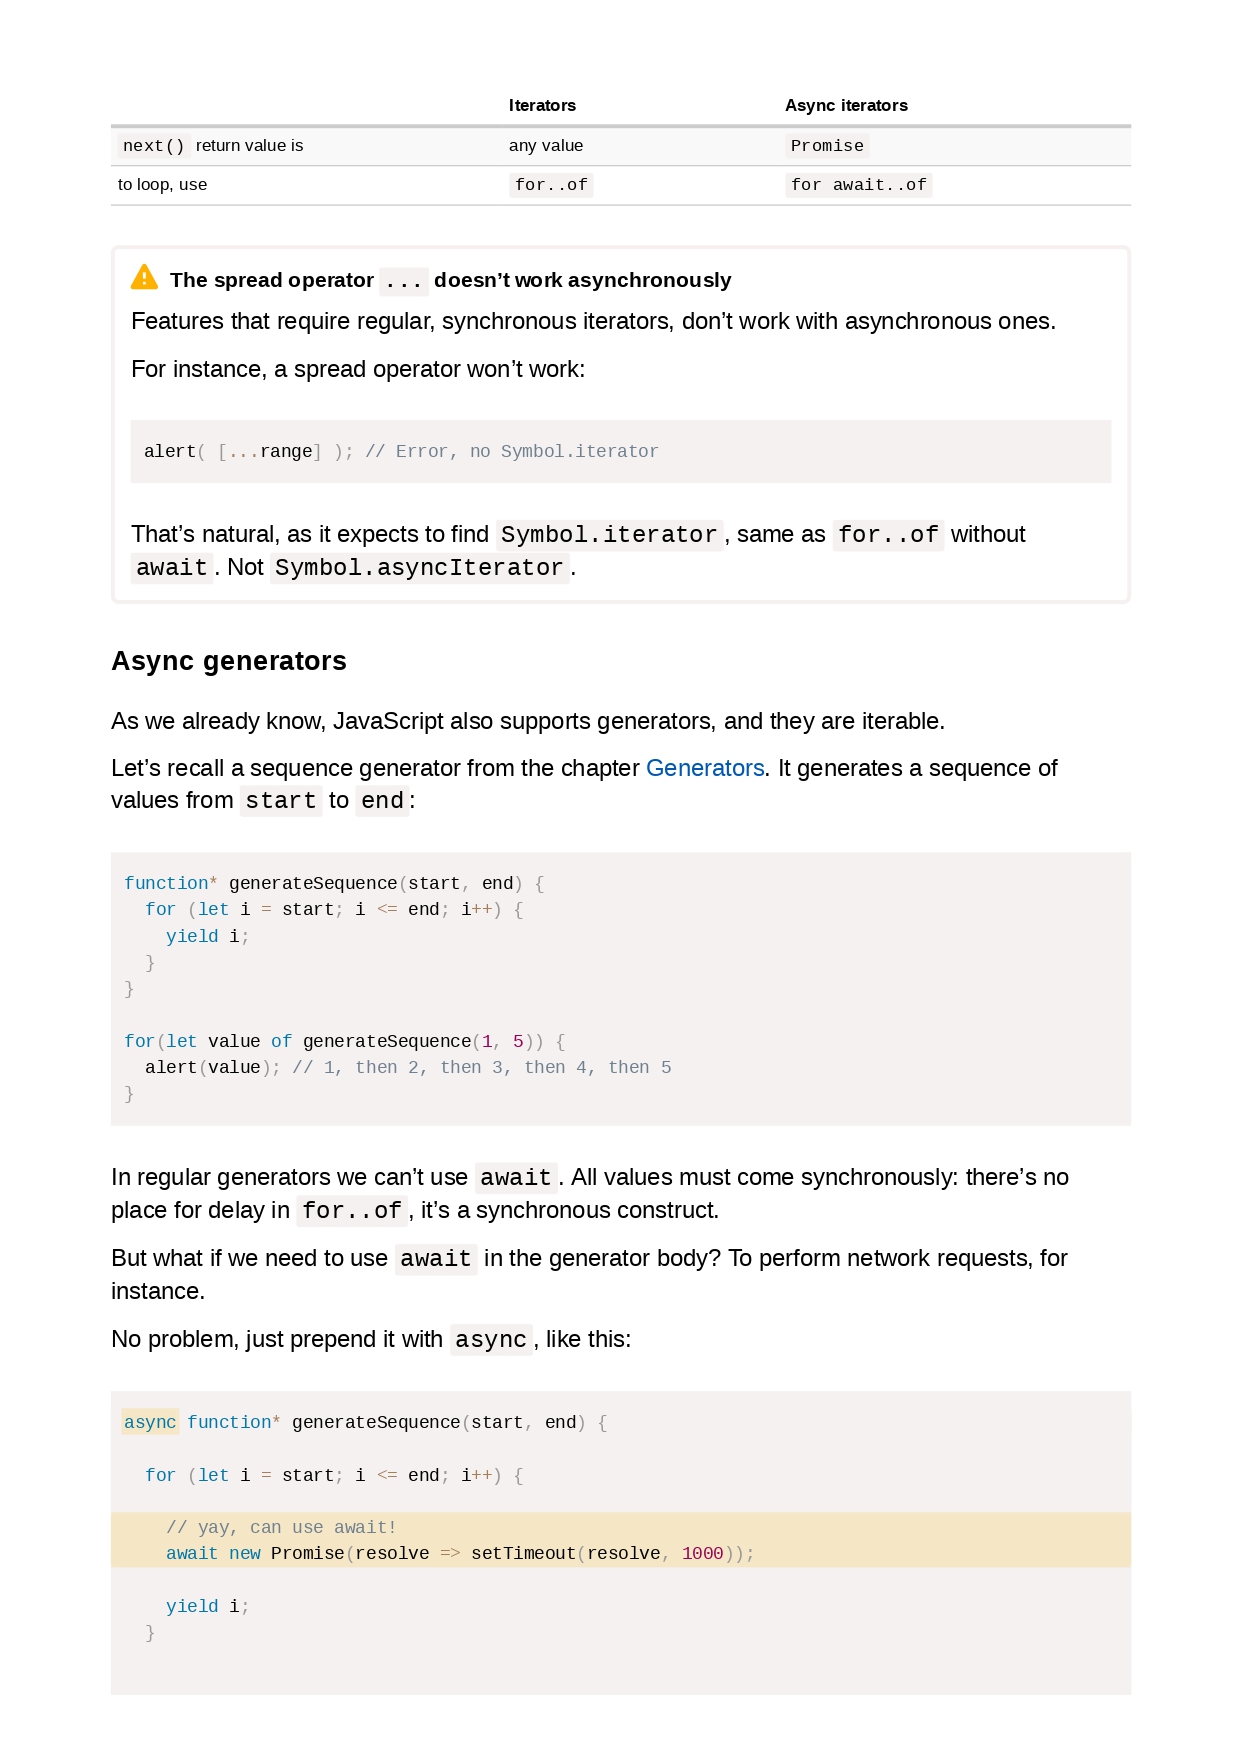 Iterators Async iterators
next() return value is any value Promise
to loop, use for..of for await..of
The spread operator ... doesn’t work asynchronously
Features that require regular, synchronous iterators, don’t work with asynchronous ones.
For instance, a spread operator won’t work:
alert( [...range] ); // Error, no Symbol.iterator
That’s natural, as it expects to find Symbol.iterator, same as for..of without
await. Not Symbol.asyncIterator.
Async generators
As we already know, JavaScript also supports generators, and they are iterable.
Let’s recall a sequence generator from the chapter Generators. It generates a sequence of
values from start to end:
function* generateSequence(start, end) {
  for (let i = start; i <= end; i++) {
    yield i;
  }
}
for(let value of generateSequence(1, 5)) {
  alert(value); // 1, then 2, then 3, then 4, then 5
}
In regular generators we can’t use await. All values must come synchronously: there’s no
place for delay in for..of, it’s a synchronous construct.
But what if we need to use await in the generator body? To perform network requests, for
instance.
No problem, just prepend it with async, like this:
async function* generateSequence(start, end) {
  for (let i = start; i <= end; i++) {
    // yay, can use await!
    await new Promise(resolve => setTimeout(resolve, 1000));
    yield i;
  }